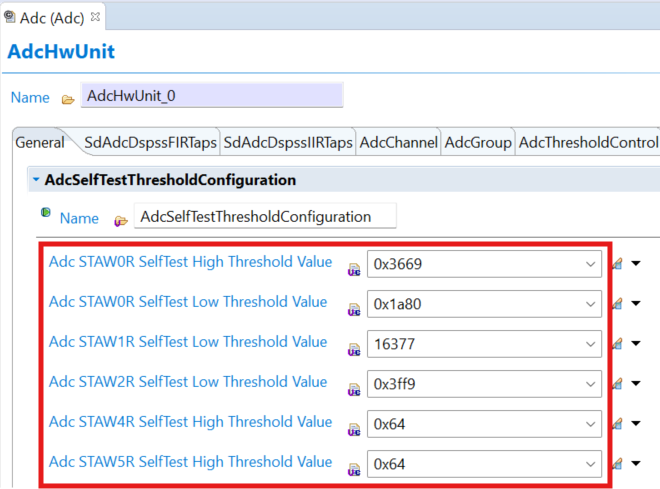 Adc (Adc)
AdcHwUnit
Name AdcHwUnit_0
General SdAdcDspssFIRTaps SdAdcDspssIIRTaps AdcChannel AdcGroup AdcThresholdControl
AdcSelfTestThresholdConfiguration
Name AdcSelfTestThresholdConfiguration
Adc STAW0R SelfTest High Threshold Value 0x3669
Adc STAW0R SelfTest Low Threshold Value 0x1a80
Adc STAW1R SelfTest Low Threshold Value 16377
Adc STAW2R SelfTest Low Threshold Value 0x3ff9
Adc STAW4R SelfTest High Threshold Value 0x64
Adc STAW5R SelfTest High Threshold Value 0x64